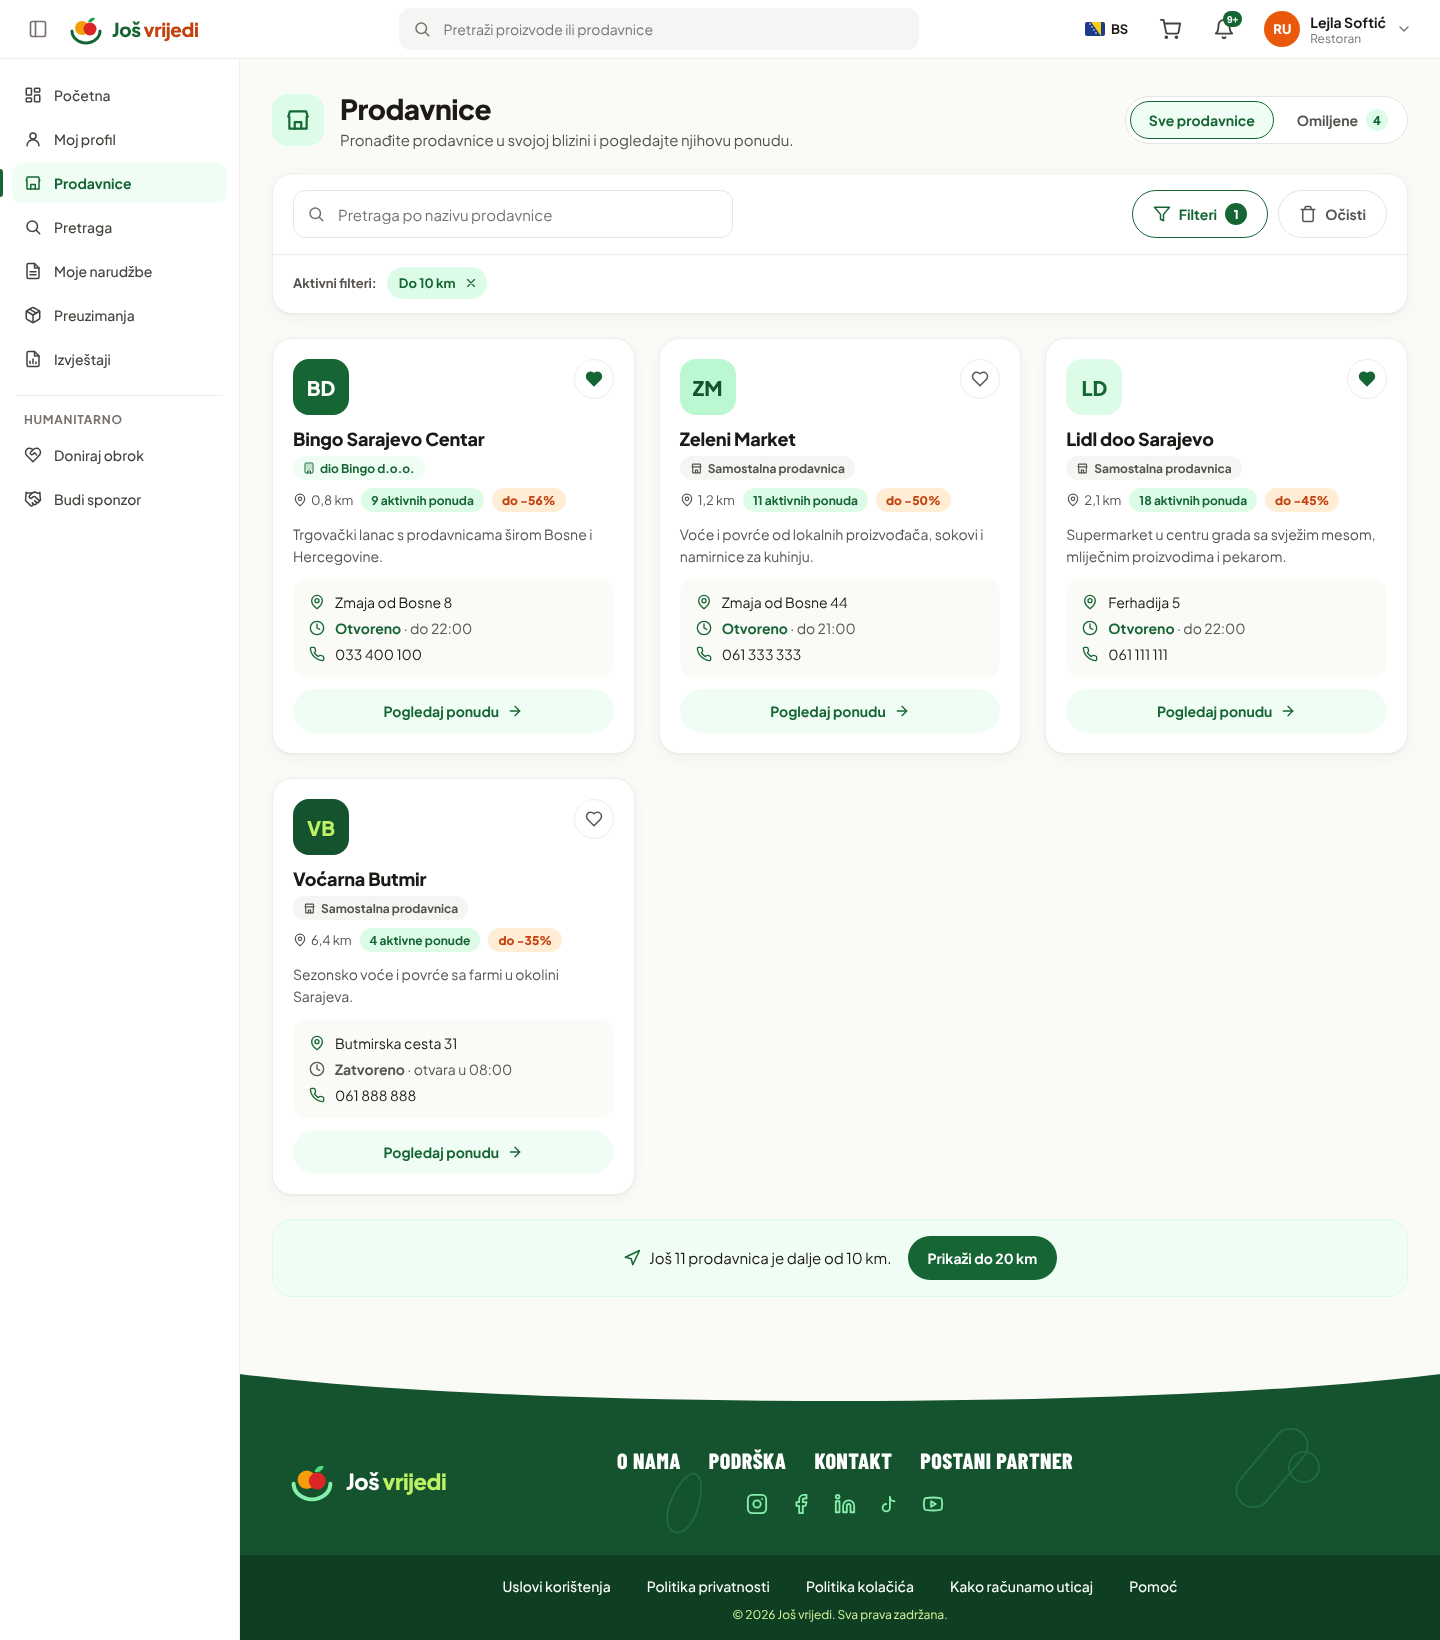 Još vrijedi
Pretraži proizvode ili prodavnice
BS
9+
RU
Lejla Softić
Restoran
Početna
Moj profil
Prodavnice
Pretraga
Moje narudžbe
Preuzimanja
Izvještaji
HUMANITARNO
Doniraj obrok
Budi sponzor
Prodavnice
Pronađite prodavnice u svojoj blizini i pogledajte njihovu ponudu.
Sve prodavnice
Omiljene 4
Pretraga po nazivu prodavnice
Filteri 1
Očisti
Aktivni filteri:
Do 10 km
BD
Bingo Sarajevo Centar
dio Bingo d.o.o.
0,8 km
9 aktivnih ponuda
do -56%
Trgovački lanac s prodavnicama širom Bosne i
Hercegovine.
Zmaja od Bosne 8
Otvoreno · do 22:00
033 400 100
Pogledaj ponudu
ZM
Zeleni Market
Samostalna prodavnica
1,2 km
11 aktivnih ponuda
do -50%
Voće i povrće od lokalnih proizvođača, sokovi i
namirnice za kuhinju.
Zmaja od Bosne 44
Otvoreno · do 21:00
061 333 333
Pogledaj ponudu
LD
Lidl doo Sarajevo
Samostalna prodavnica
2,1 km
18 aktivnih ponuda
do -45%
Supermarket u centru grada sa svježim mesom,
mliječnim proizvodima i pekarom.
Ferhadija 5
Otvoreno · do 22:00
061 111 111
Pogledaj ponudu
VB
Voćarna Butmir
Samostalna prodavnica
6,4 km
4 aktivne ponude
do -35%
Sezonsko voće i povrće sa farmi u okolini
Sarajeva.
Butmirska cesta 31
Zatvoreno · otvara u 08:00
061 888 888
Pogledaj ponudu
Još 11 prodavnica je dalje od 10 km.
Prikaži do 20 km
Još vrijedi
O NAMA
PODRŠKA
KONTAKT
POSTANI PARTNER
Uslovi korištenja
Politika privatnosti
Politika kolačića
Kako računamo uticaj
Pomoć
© 2026 Još vrijedi. Sva prava zadržana.